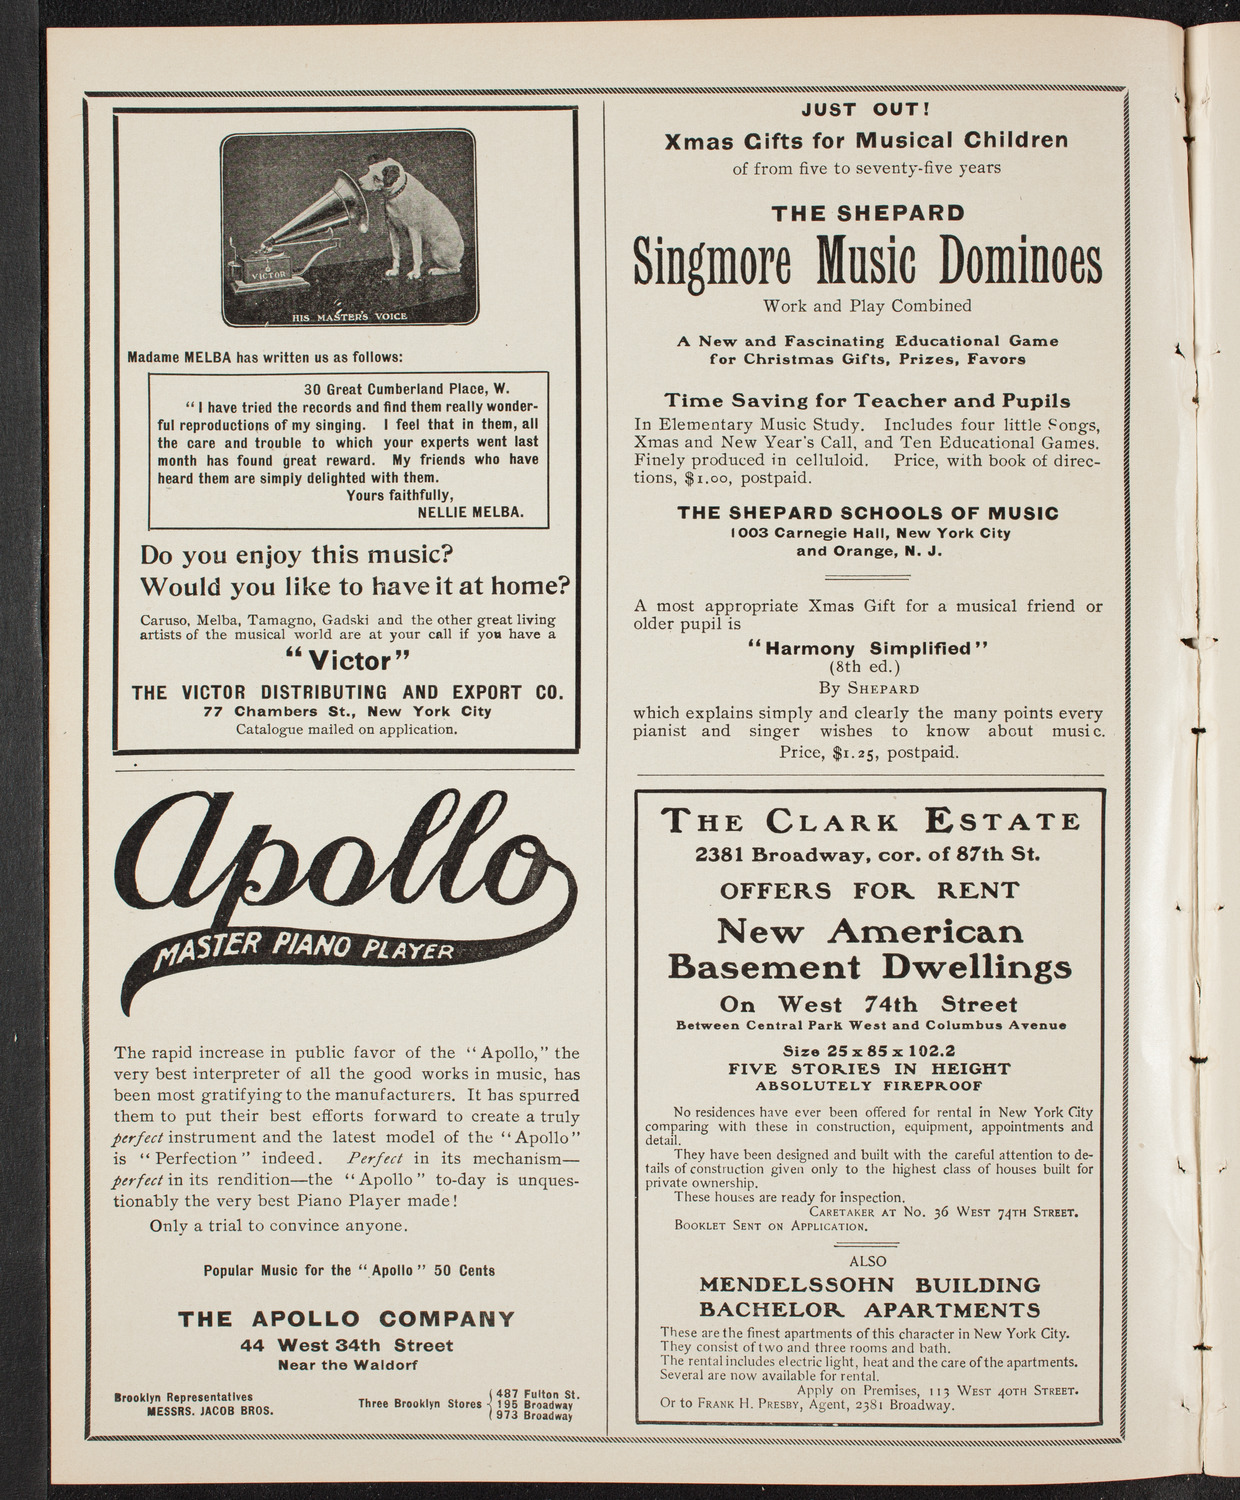 VICTOR
HIS MASTER'S VOICE
Madame MELBA has written us as follows:
30 Great Cumberland Place, W.
"I have tried the records and find them really wonder-
ful reproductions of my singing. I feel that in them, all
the care and trouble to which your experts went last
month has found great reward. My friends who have
heard them are simply delighted with them.
Yours faithfully,
NELLIE MELBA.
Do you enjoy this music?
Would you like to have it at home?
Caruso, Melba, Tamagno, Gadski and the other great living
artists of the musical world are at your call if you have a
"Victor"
THE VICTOR DISTRIBUTING AND EXPORT CO.
77 Chambers St., New York City
Catalogue mailed on application.
Apollo
MASTER PIANO PLAYER
The rapid increase in public favor of the "Apollo," the
very best interpreter of all the good works in music, has
been most gratifying to the manufacturers. It has spurred
them to put their best efforts forward to create a truly
perfect instrument and the latest model of the "Apollo"
is "Perfection" indeed. Perfect in its mechanism—
perfect in its rendition—the "Apollo" to-day is unques-
tionably the very best Piano Player made!
Only a trial to convince anyone.
Popular Music for the "Apollo" 50 Cents
THE APOLLO COMPANY
44 West 34th Street
Near the Waldorf
Brooklyn Representatives
MESSRS. JACOB BROS.
Three Brooklyn Stores
487 Fulton St.
195 Broadway
973 Broadway
JUST OUT!
Xmas Gifts for Musical Children
of from five to seventy-five years
THE SHEPARD
Singmore Music Dominoes
Work and Play Combined
A New and Fascinating Educational Game
for Christmas Gifts, Prizes, Favors
Time Saving for Teacher and Pupils
In Elementary Music Study. Includes four little Songs,
Xmas and New Year's Call, and Ten Educational Games.
Finely produced in celluloid. Price, with book of direc-
tions, $1.00, postpaid.
THE SHEPARD SCHOOLS OF MUSIC
1003 Carnegie Hall, New York City
and Orange, N. J.
A most appropriate Xmas Gift for a musical friend or
older pupil is
"Harmony Simplified"
(8th ed.)
By SHEPARD
which explains simply and clearly the many points every
pianist and singer wishes to know about music.
Price, $1.25, postpaid.
THE CLARK ESTATE
2381 Broadway, cor. of 87th St.
OFFERS FOR RENT
New American
Basement Dwellings
On West 74th Street
Between Central Park West and Columbus Avenue
Size 25 x 85 x 102.2
FIVE STORIES IN HEIGHT
ABSOLUTELY FIREPROOF
No residences have ever been offered for rental in New York City
comparing with these in construction, equipment, appointments and
detail.
They have been designed and built with the careful attention to de-
tails of construction given only to the highest class of houses built for
private ownership.
These houses are ready for inspection.
CARETAKER AT NO. 36 WEST 74TH STREET.
BOOKLET SENT ON APPLICATION.
ALSO
MENDELSSOHN BUILDING
BACHELOR APARTMENTS
These are the finest apartments of this character in New York City.
They consist of two and three rooms and bath.
The rental includes electric light, heat and the care of the apartments.
Several are now available for rental.
Apply on Premises, 113 WEST 40TH STREET.
Or to FRANK H. PRESBY, Agent, 2381 Broadway.